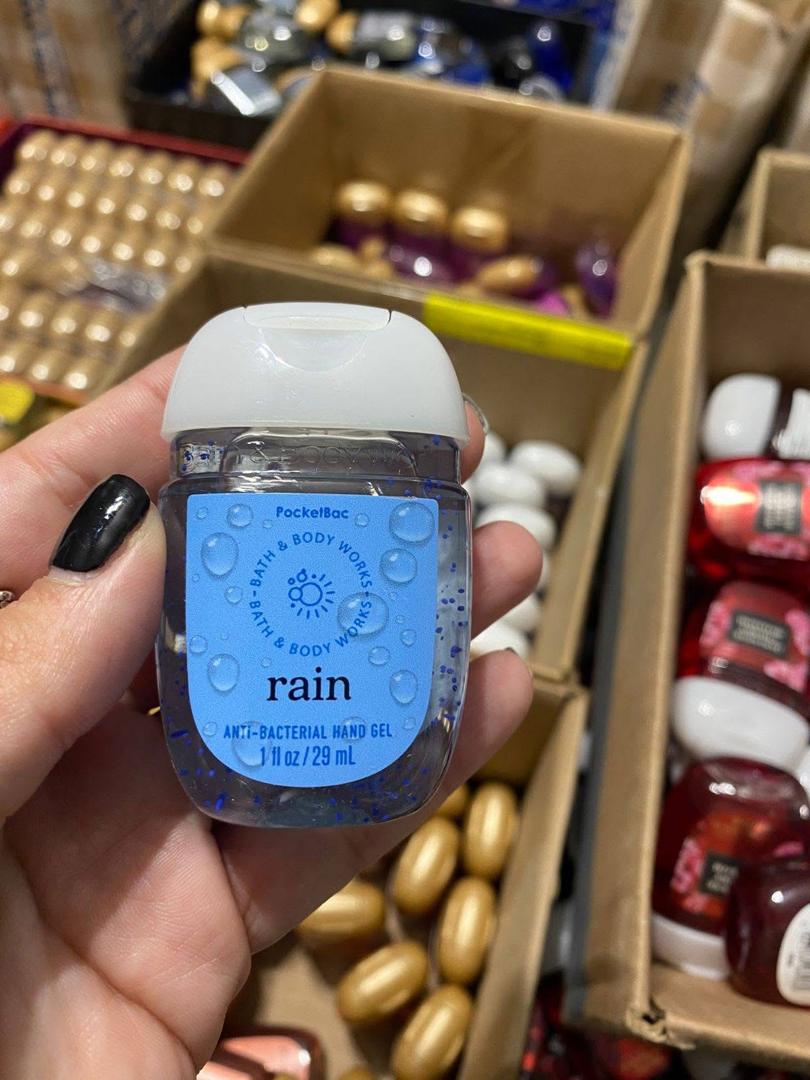 PocketBac
- BATH & BODY WORKS -
BATH & BODY WORKS
rain
ANTI-BACTERIAL HAND GEL
1 fl oz / 29 mL